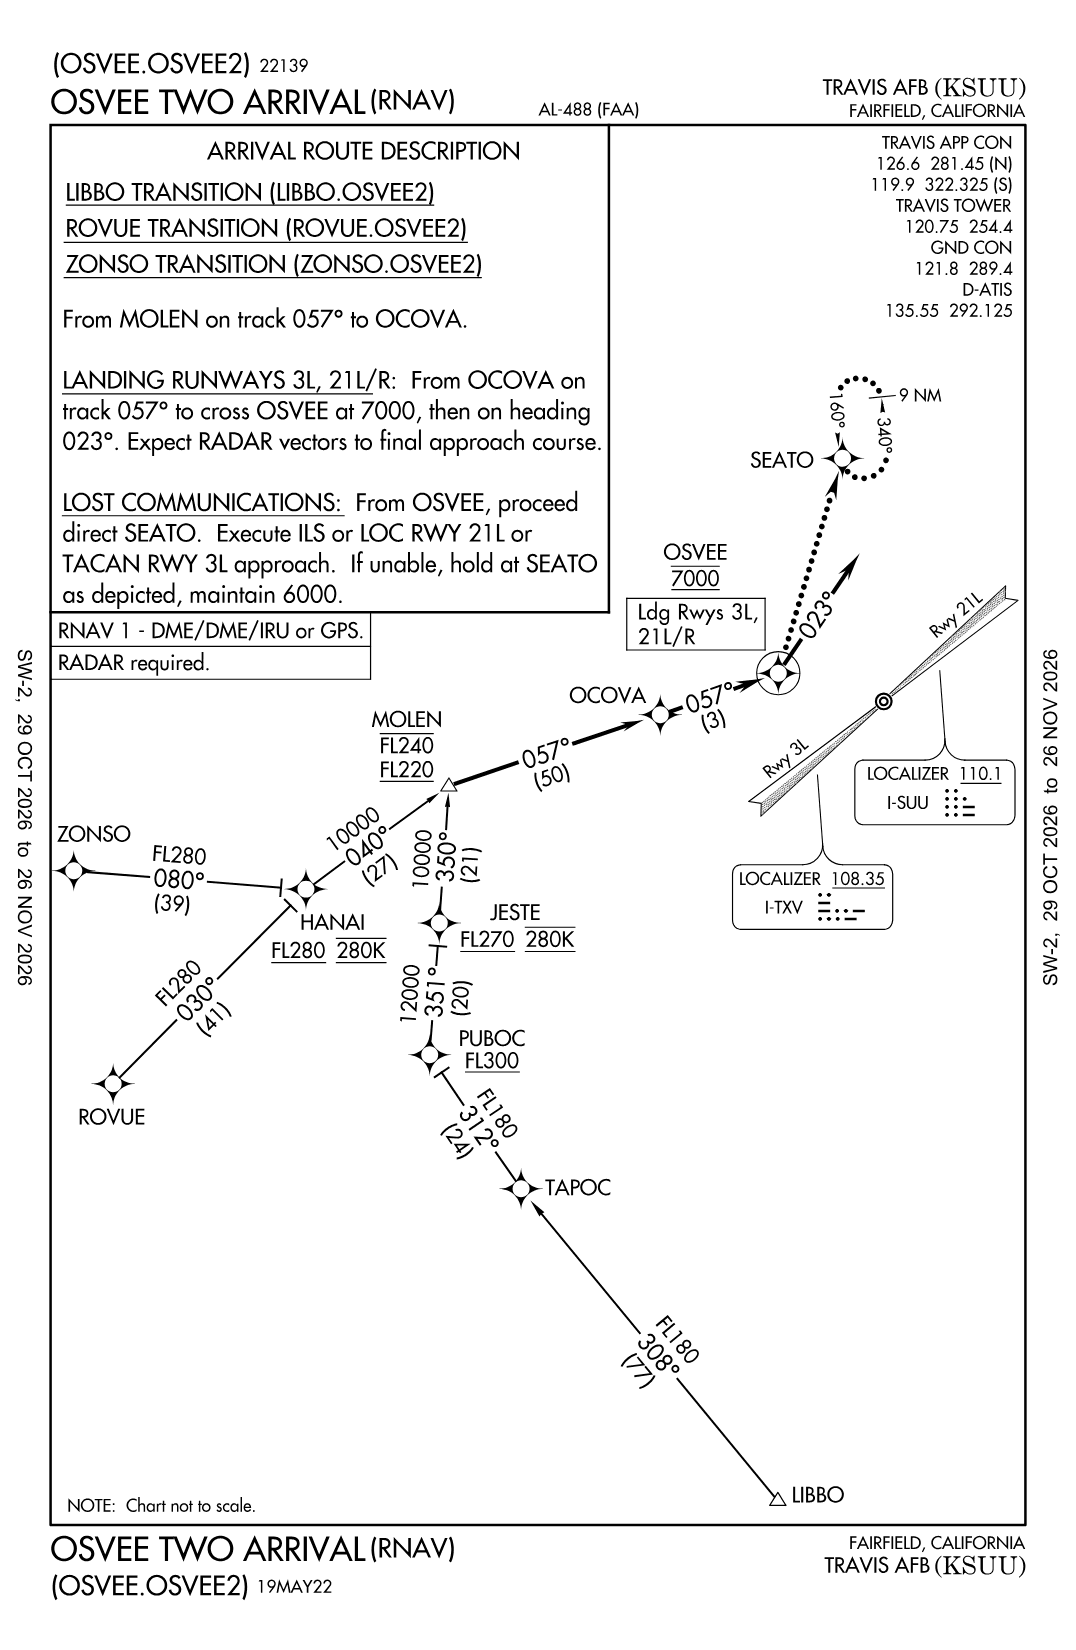 (OSVEE.OSVEE2) 22139
OSVEE TWO ARRIVAL (RNAV)
AL-488 (FAA)
TRAVIS AFB (KSUU)
FAIRFIELD, CALIFORNIA
ARRIVAL ROUTE DESCRIPTION
LIBBO TRANSITION (LIBBO.OSVEE2)
ROVUE TRANSITION (ROVUE.OSVEE2)
ZONSO TRANSITION (ZONSO.OSVEE2)
From MOLEN on track 057° to OCOVA.
LANDING RUNWAYS 3L, 21L/R: From OCOVA on
track 057° to cross OSVEE at 7000, then on heading
023°. Expect RADAR vectors to final approach course.
LOST COMMUNICATIONS: From OSVEE, proceed
direct SEATO. Execute ILS or LOC RWY 21L or
TACAN RWY 3L approach. If unable, hold at SEATO
as depicted, maintain 6000.
RNAV 1 - DME/DME/IRU or GPS.
RADAR required.
TRAVIS APP CON
126.6 281.45 (N)
119.9 322.325 (S)
TRAVIS TOWER
120.75 254.4
GND CON
121.8 289.4
D-ATIS
135.55 292.125
9 NM
160°
340°
SEATO
OSVEE
7000
Ldg Rwys 3L,
21L/R
023°
Rwy 21L
Rwy 3L
OCOVA
057°
(3)
MOLEN
FL240
FL220
057°
(50)
LOCALIZER 110.1
I-SUU
LOCALIZER 108.35
I-TXV
ZONSO
FL280
080°
(39)
10000
040°
(27)
10000
350°
(21)
HANAI
FL280 280K
JESTE
FL270 280K
FL280
030°
(41)
12000
351°
(20)
PUBOC
FL300
ROVUE
FL180
312°
(24)
TAPOC
FL180
308°
(77)
LIBBO
NOTE: Chart not to scale.
SW-2, 29 OCT 2026 to 26 NOV 2026
SW-2, 29 OCT 2026 to 26 NOV 2026
OSVEE TWO ARRIVAL (RNAV)
(OSVEE.OSVEE2) 19MAY22
FAIRFIELD, CALIFORNIA
TRAVIS AFB (KSUU)